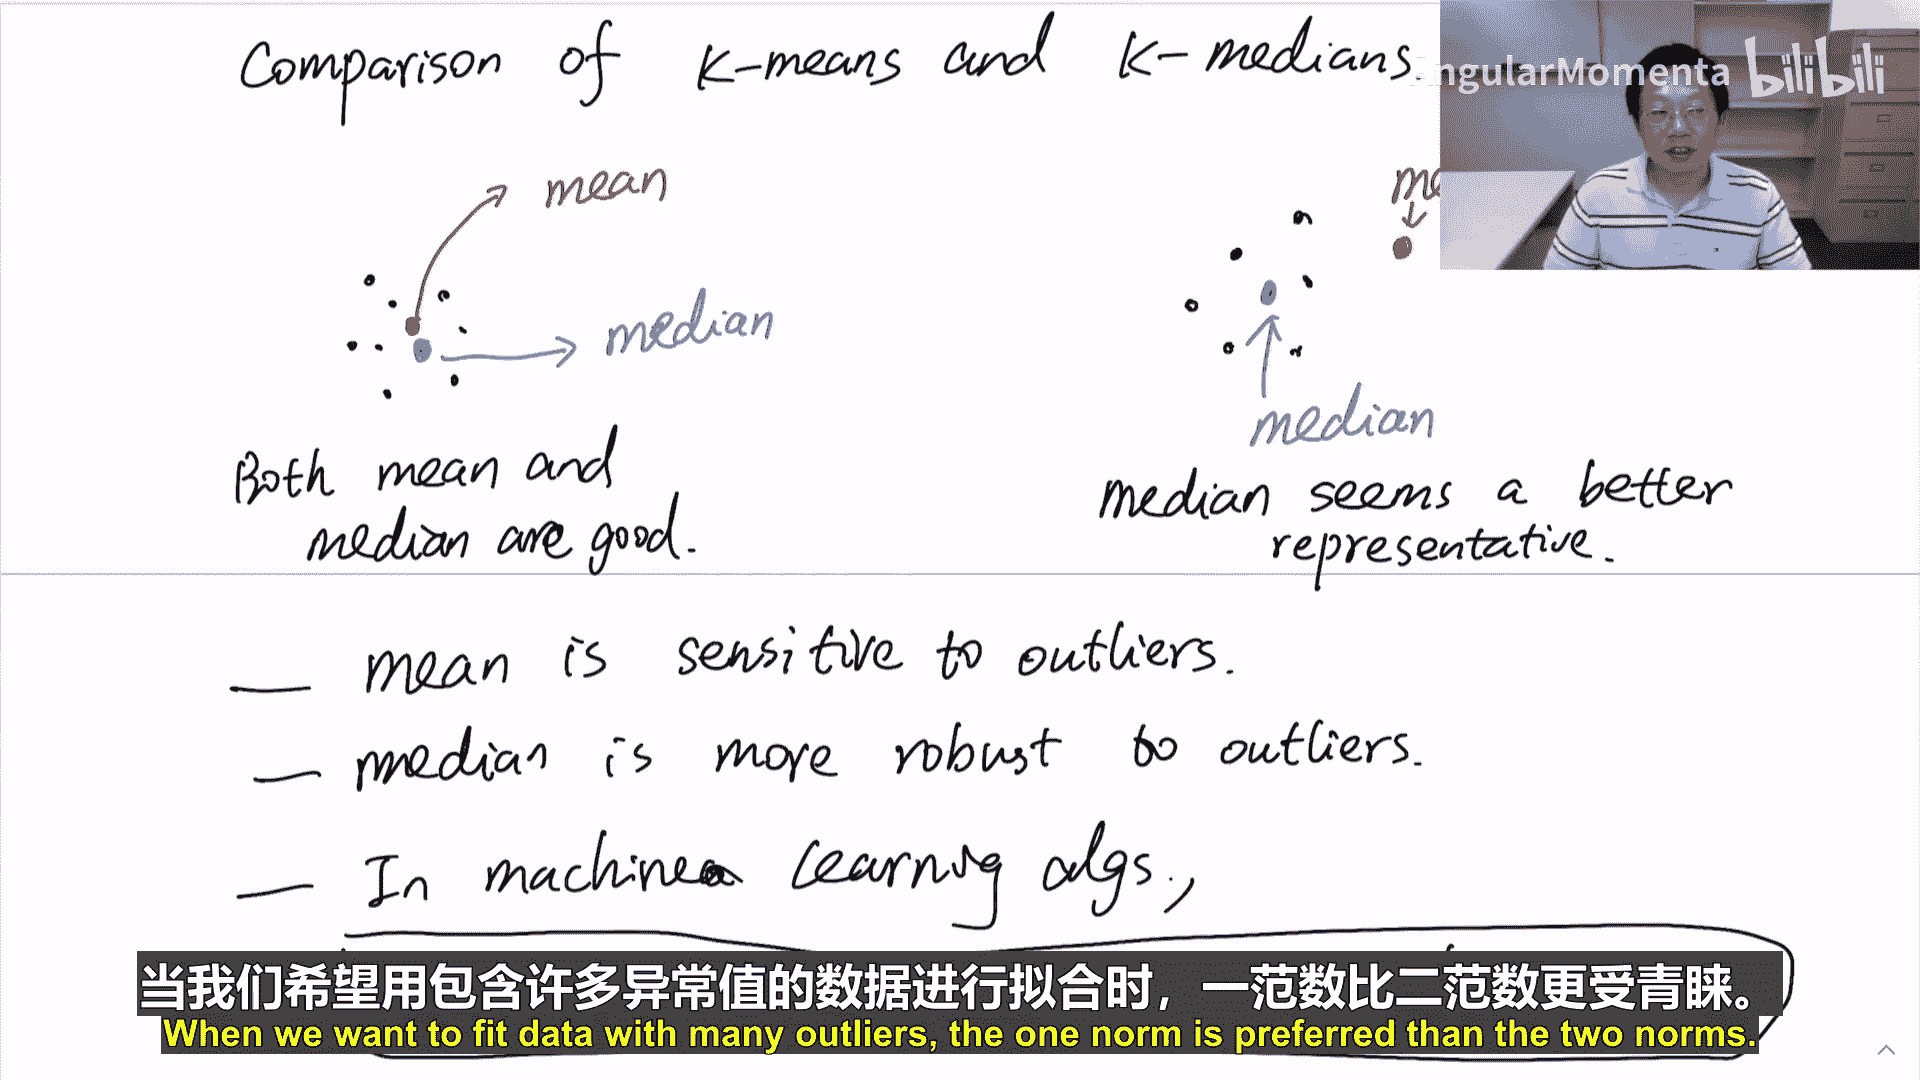 Comparison of K-means and K-medians.
ngularMomenta bilibili
mean
median
median
Both mean and
median are good.
median seems a better
representative.
— mean is sensitive to outliers.
— median is more robust to outliers.
— In machine learning algs.,
当我们希望用包含许多异常值的数据进行拟合时，一范数比二范数更受青睐。
When we want to fit data with many outliers, the one norm is preferred than the two norms.